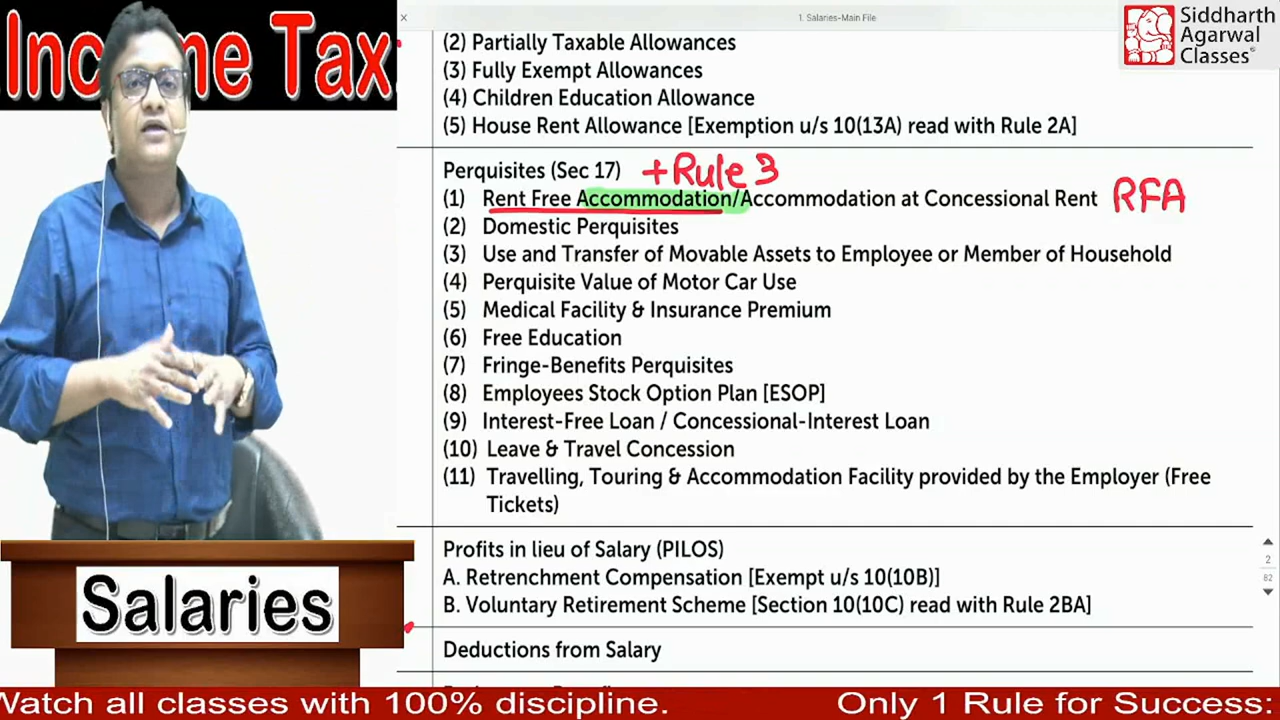 Income Tax
1. Salaries-Main File
Siddharth
Agarwal
Classes
(2) Partially Taxable Allowances
(3) Fully Exempt Allowances
(4) Children Education Allowance
(5) House Rent Allowance [Exemption u/s 10(13A) read with Rule 2A]
Perquisites (Sec 17) + Rule 3
(1) Rent Free Accommodation/Accommodation at Concessional Rent RFA
(2) Domestic Perquisites
(3) Use and Transfer of Movable Assets to Employee or Member of Household
(4) Perquisite Value of Motor Car Use
(5) Medical Facility & Insurance Premium
(6) Free Education
(7) Fringe-Benefits Perquisites
(8) Employees Stock Option Plan [ESOP]
(9) Interest-Free Loan / Concessional-Interest Loan
(10) Leave & Travel Concession
(11) Travelling, Touring & Accommodation Facility provided by the Employer (Free
Tickets)
Profits in lieu of Salary (PILOS)
A. Retrenchment Compensation [Exempt u/s 10(10B)]
B. Voluntary Retirement Scheme [Section 10(10C) read with Rule 2BA]
Deductions from Salary
2
82
Salaries
Watch all classes with 100% discipline.
Only 1 Rule for Success: